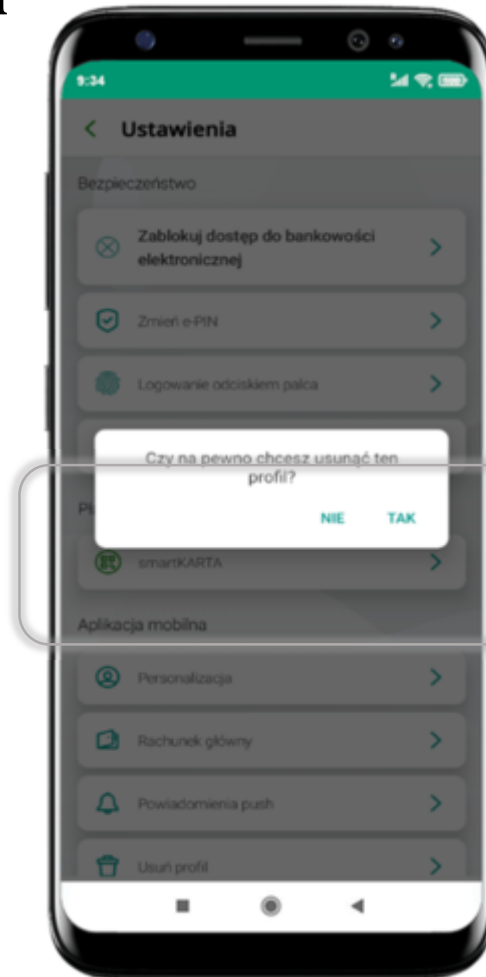 9:34
Ustawienia
Bezpieczeństwo
Zablokuj dostęp do bankowości
elektronicznej
Zmień e-PIN
Logowanie odciskiem palca
Czy na pewno chcesz usunąć ten
profil?
NIE TAK
smartKARTA
Aplikacja mobilna
Personalizacja
Rachunek główny
Powiadomienia push
Usuń profil